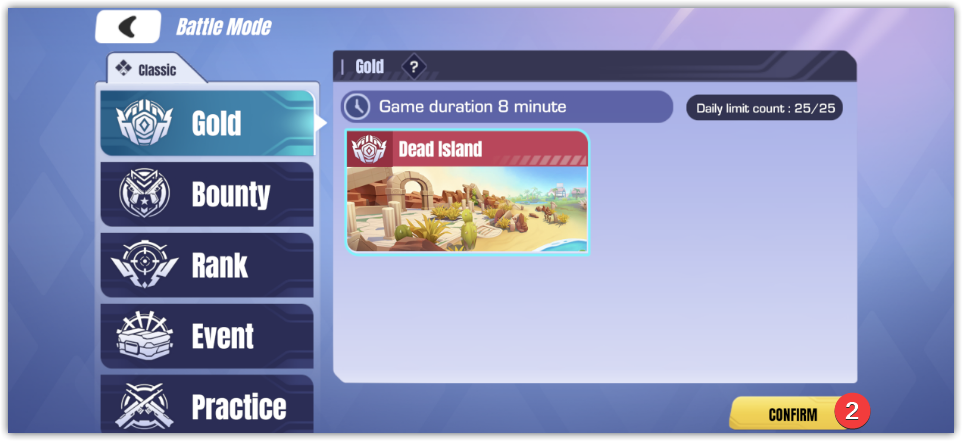 Battle Mode
Classic
Gold
Bounty
Rank
Event
Practice
Gold ?
Game duration 8 minute
Daily limit count : 25/25
Dead Island
CONFIRM 2